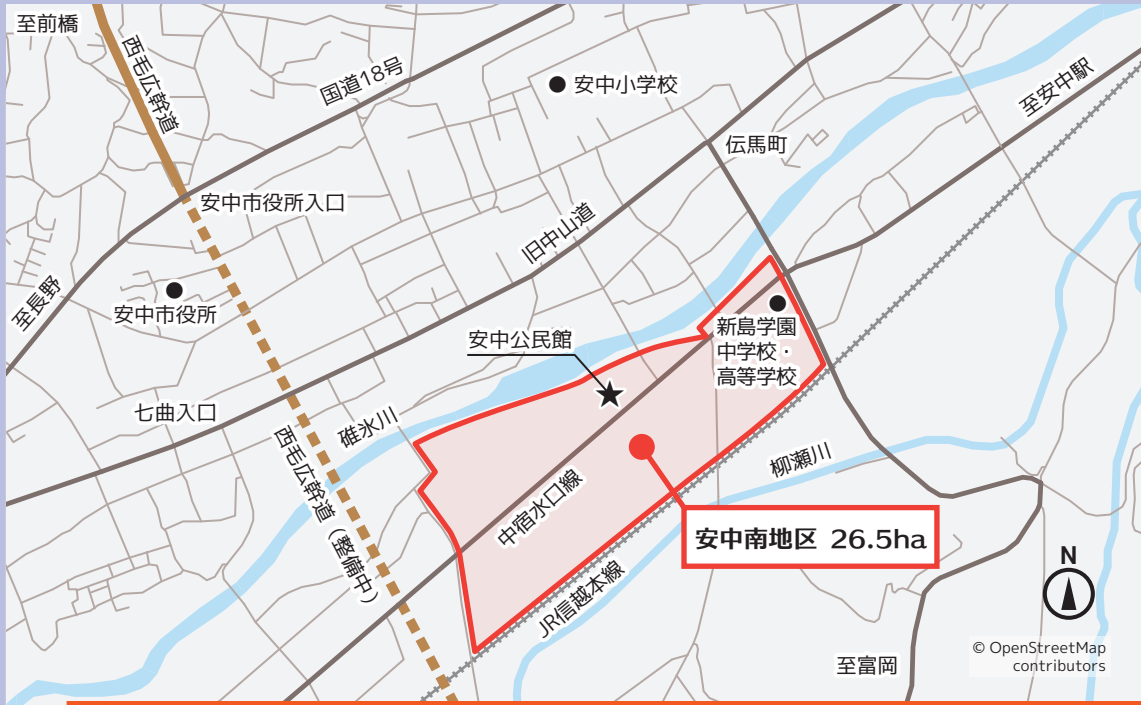 至前橋
西毛広幹道
国道18号
安中小学校
至安中駅
伝馬町
安中市役所入口
旧中山道
至長野
安中市役所
安中公民館
新島学園
中学校・
高等学校
七曲入口
碓氷川
西毛広幹道(整備中)
中宿水口線
柳瀬川
安中南地区 26.5ha
JR信越本線
N
至富岡
© OpenStreetMap
contributors